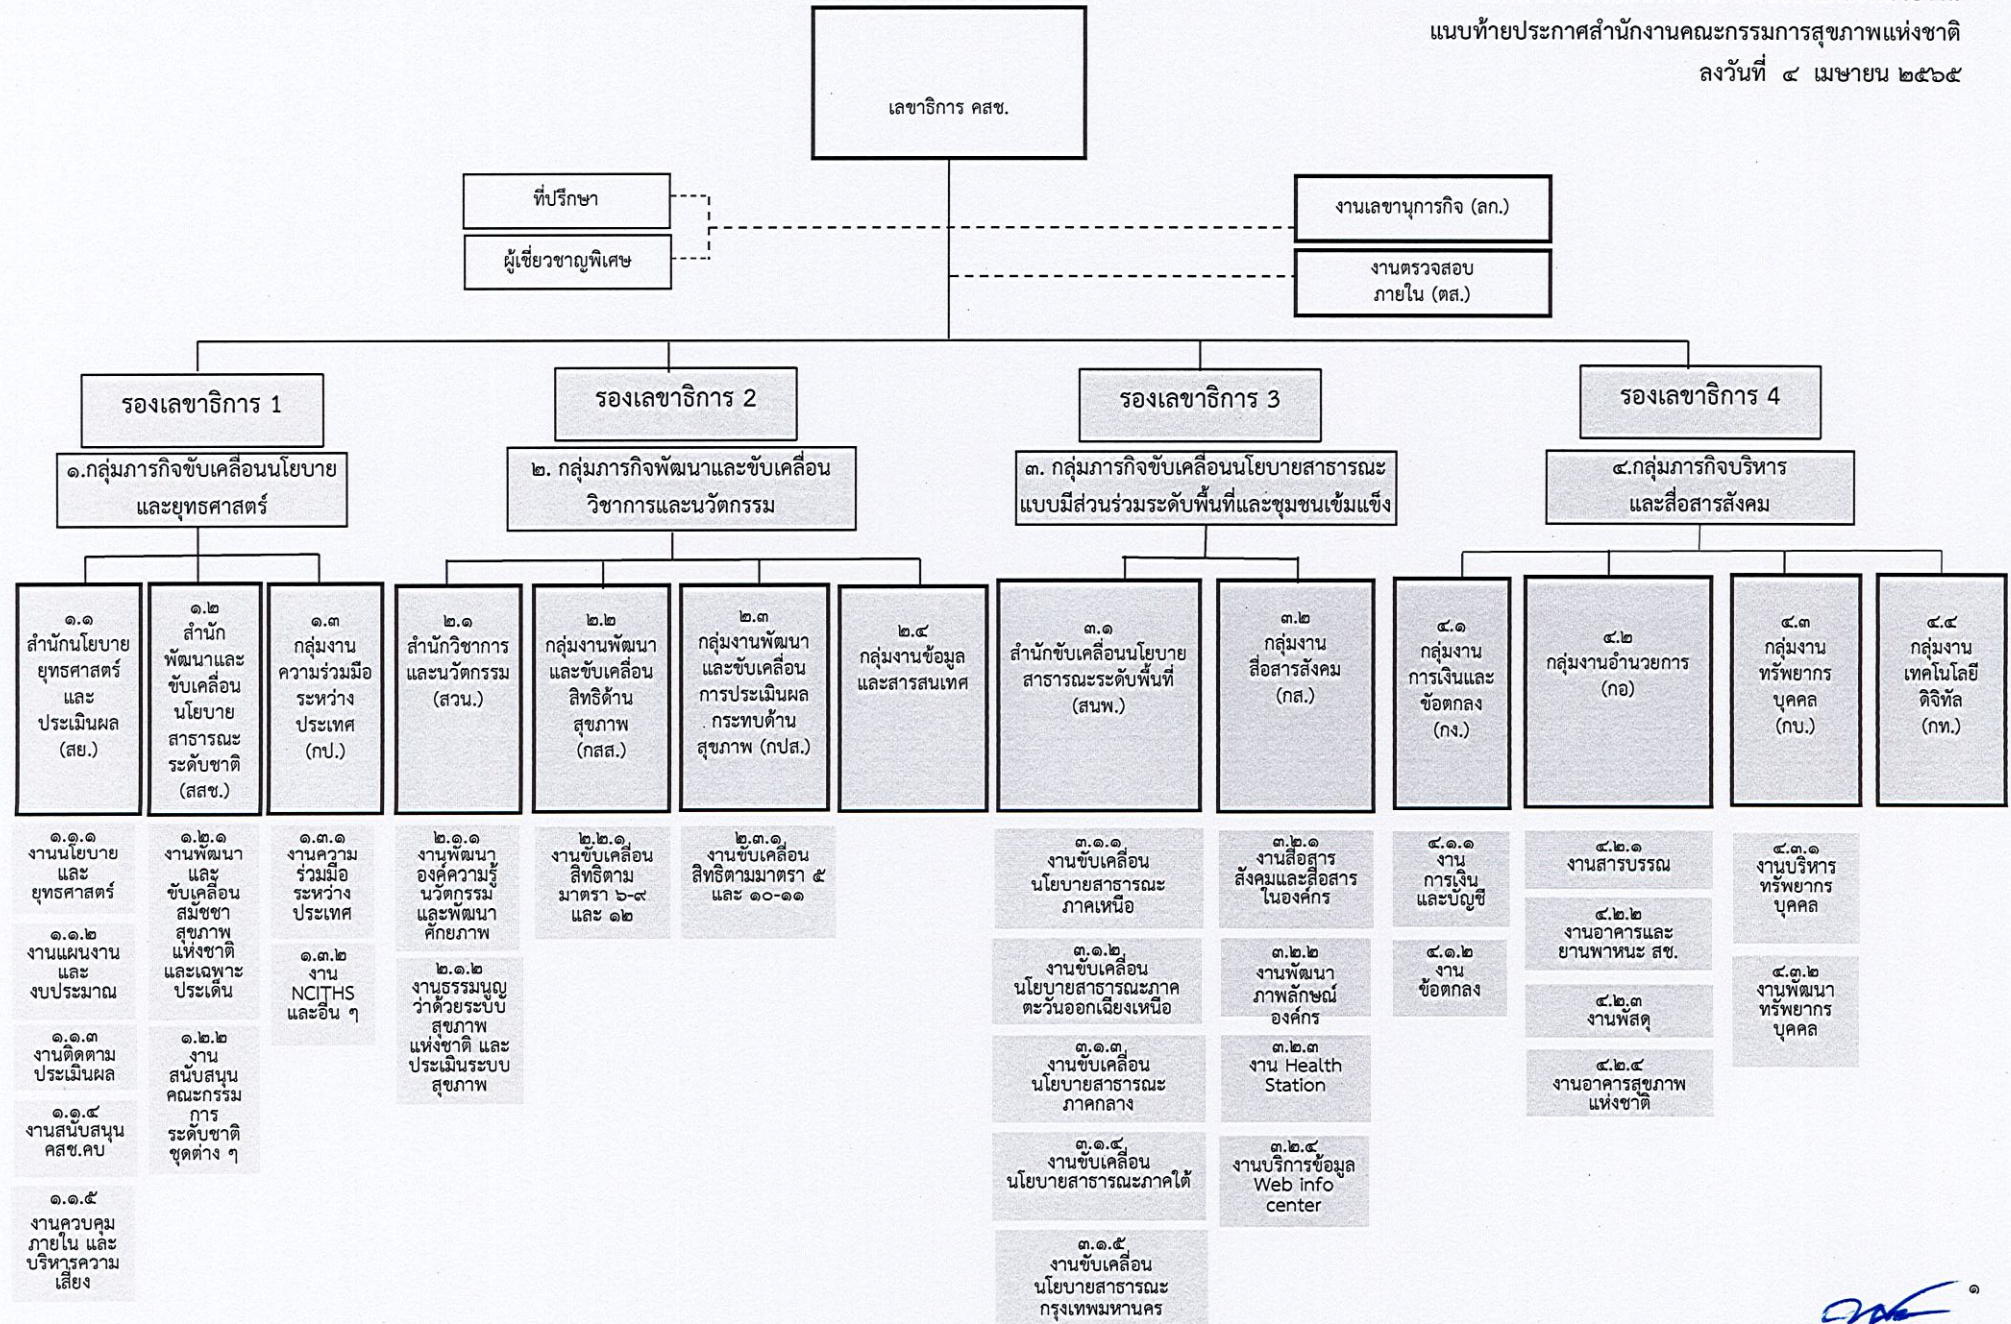 แนบท้ายประกาศสำนักงานคณะกรรมการสุขภาพแห่งชาติ
ลงวันที่ ๔ เมษายน ๒๕๖๕
เลขาธิการ คสช.
ที่ปรึกษา
ผู้เชี่ยวชาญพิเศษ
งานเลขานุการกิจ (ลก.)
งานตรวจสอบ
ภายใน (ตส.)
รองเลขาธิการ 1
รองเลขาธิการ 2
รองเลขาธิการ 3
รองเลขาธิการ 4
๑.กลุ่มภารกิจขับเคลื่อนนโยบาย
และยุทธศาสตร์
๒. กลุ่มภารกิจพัฒนาและขับเคลื่อน
วิชาการและนวัตกรรม
๓. กลุ่มภารกิจขับเคลื่อนนโยบายสาธารณะ
แบบมีส่วนร่วมระดับพื้นที่และชุมชนเข้มแข็ง
๔.กลุ่มภารกิจบริหาร
และสื่อสารสังคม
๑.๑
สำนักนโยบาย
ยุทธศาสตร์
และ
ประเมินผล
(สย.)
๑.๒
สำนัก
พัฒนาและ
ขับเคลื่อน
นโยบาย
สาธารณะ
ระดับชาติ
(สสช.)
๑.๓
กลุ่มงาน
ความร่วมมือ
ระหว่าง
ประเทศ
(กป.)
๒.๑
สำนักวิชาการ
และนวัตกรรม
(สวน.)
๒.๒
กลุ่มงานพัฒนา
และขับเคลื่อน
สิทธิด้าน
สุขภาพ
(กสส.)
๒.๓
กลุ่มงานพัฒนา
และขับเคลื่อน
การประเมินผล
กระทบด้าน
สุขภาพ (กปส.)
๒.๔
กลุ่มงานข้อมูล
และสารสนเทศ
๓.๑
สำนักขับเคลื่อนนโยบาย
สาธารณะระดับพื้นที่
(สนพ.)
๓.๒
กลุ่มงาน
สื่อสารสังคม
(กส.)
๔.๑
กลุ่มงาน
การเงินและ
ข้อตกลง
(กง.)
๔.๒
กลุ่มงานอำนวยการ
(กอ)
๔.๓
กลุ่มงาน
ทรัพยากร
บุคคล
(กบ.)
๔.๔
กลุ่มงาน
เทคโนโลยี
ดิจิทัล
(กท.)
๑.๑.๑
งานนโยบาย
และ
ยุทธศาสตร์
๑.๑.๒
งานแผนงาน
และ
งบประมาณ
๑.๑.๓
งานติดตาม
ประเมินผล
๑.๑.๔
งานสนับสนุน
คสช.คบ
๑.๑.๕
งานควบคุม
ภายใน และ
บริหารความ
เสี่ยง
๑.๒.๑
งานพัฒนา
และ
ขับเคลื่อน
สมัชชา
สุขภาพ
แห่งชาติ
และเฉพาะ
ประเด็น
๑.๒.๒
งาน
สนับสนุน
คณะกรรม
การ
ระดับชาติ
ชุดต่าง ๆ
๑.๓.๑
งานความ
ร่วมมือ
ระหว่าง
ประเทศ
๑.๓.๒
งาน
NCITHS
และอื่น ๆ
๒.๑.๑
งานพัฒนา
องค์ความรู้
นวัตกรรม
และพัฒนา
ศักยภาพ
๒.๑.๒
งานธรรมนูญ
ว่าด้วยระบบ
สุขภาพ
แห่งชาติ และ
ประเมินระบบ
สุขภาพ
๒.๒.๑
งานขับเคลื่อน
สิทธิตาม
มาตรา ๖-๙
และ ๑๒
๒.๓.๑
งานขับเคลื่อน
สิทธิตามมาตรา ๕
และ ๑๐-๑๑
๓.๑.๑
งานขับเคลื่อน
นโยบายสาธารณะ
ภาคเหนือ
๓.๑.๒
งานขับเคลื่อน
นโยบายสาธารณะภาค
ตะวันออกเฉียงเหนือ
๓.๑.๓
งานขับเคลื่อน
นโยบายสาธารณะ
ภาคกลาง
๓.๑.๔
งานขับเคลื่อน
นโยบายสาธารณะภาคใต้
๓.๑.๕
งานขับเคลื่อน
นโยบายสาธารณะ
กรุงเทพมหานคร
๓.๒.๑
งานสื่อสาร
สังคมและสื่อสาร
ในองค์กร
๓.๒.๒
งานพัฒนา
ภาพลักษณ์
องค์กร
๓.๒.๓
งาน Health
Station
๓.๒.๔
งานบริการข้อมูล
Web info
center
๔.๑.๑
งาน
การเงิน
และบัญชี
๔.๑.๒
งาน
ข้อตกลง
๔.๒.๑
งานสารบรรณ
๔.๒.๒
งานอาคารและ
ยานพาหนะ สช.
๔.๒.๓
งานพัสดุ
๔.๒.๔
งานอาคารสุขภาพ
แห่งชาติ
๔.๓.๑
งานบริหาร
ทรัพยากร
บุคคล
๔.๓.๒
งานพัฒนา
ทรัพยากร
บุคคล
๑